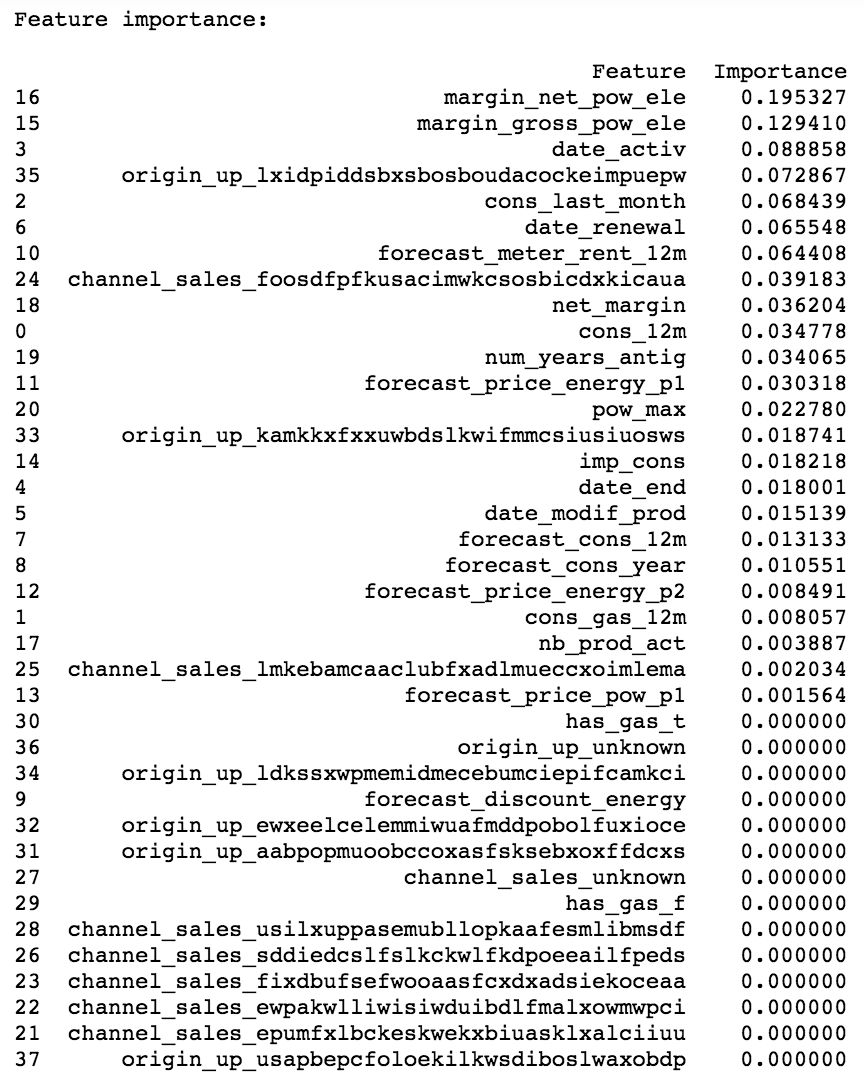 Feature importance:
Feature Importance
16 margin_net_pow_ele 0.195327
15 margin_gross_pow_ele 0.129410
3 date_activ 0.088858
35 origin_up_lxidpiddsbxsbosboudacockeimpuepw 0.072867
2 cons_last_month 0.068439
6 date_renewal 0.065548
10 forecast_meter_rent_12m 0.064408
24 channel_sales_foosdfpfkusacimwkcsosbicdxkicaua 0.039183
18 net_margin 0.036204
0 cons_12m 0.034778
19 num_years_antig 0.034065
11 forecast_price_energy_p1 0.030318
20 pow_max 0.022780
33 origin_up_kamkkxfxxuwbdslkwifmmcsiusiuosws 0.018741
14 imp_cons 0.018218
4 date_end 0.018001
5 date_modif_prod 0.015139
7 forecast_cons_12m 0.013133
8 forecast_cons_year 0.010551
12 forecast_price_energy_p2 0.008491
1 cons_gas_12m 0.008057
17 nb_prod_act 0.003887
25 channel_sales_lmkebamcaaclubfxadlmueccxoimlema 0.002034
13 forecast_price_pow_p1 0.001564
30 has_gas_t 0.000000
36 origin_up_unknown 0.000000
34 origin_up_ldkssxwpmemidmecebumciepifcamkci 0.000000
9 forecast_discount_energy 0.000000
32 origin_up_ewxeelcelemmiwuafmddpobolfuxioce 0.000000
31 origin_up_aabpopmuoobccoxasfsksebxoxffdcxs 0.000000
27 channel_sales_unknown 0.000000
29 has_gas_f 0.000000
28 channel_sales_usilxuppasemubllopkaafesmlibmsdf 0.000000
26 channel_sales_sddiedcslfslkckwlfkdpoeeailfpeds 0.000000
23 channel_sales_fixdbufsefwooaasfcxdxadsiekoceaa 0.000000
22 channel_sales_ewpakwlliwisiwduibdlfmalxowmwpci 0.000000
21 channel_sales_epumfxlbckeskwekxbiuasklxalciiuu 0.000000
37 origin_up_usapbepcfoloekilkwsdiboslwaxobdp 0.000000